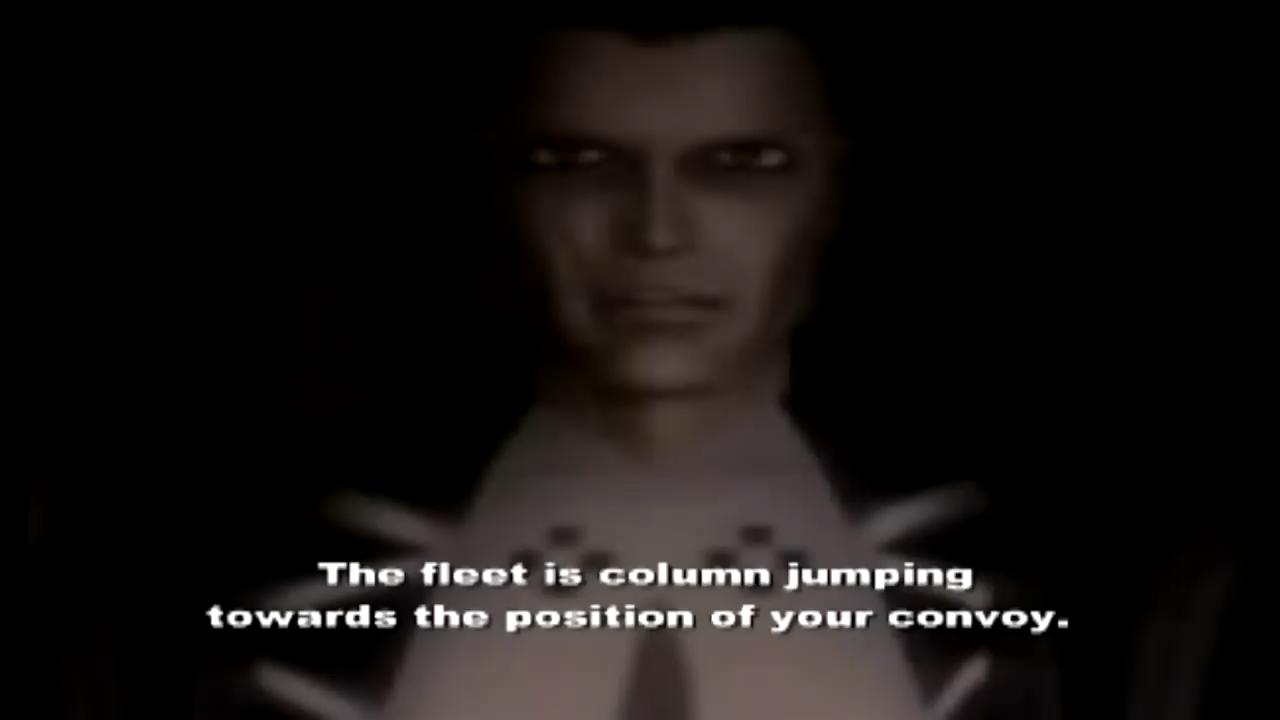 The fleet is column jumping
towards the position of your convoy.